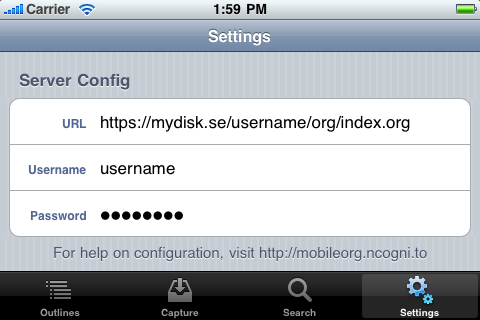 Carrier 1:59 PM
Settings
Server Config
URL https://mydisk.se/username/org/index.org
Username username
Password ●●●●●●●●
For help on configuration, visit http://mobileorg.ncogni.to
Outlines Capture Search Settings